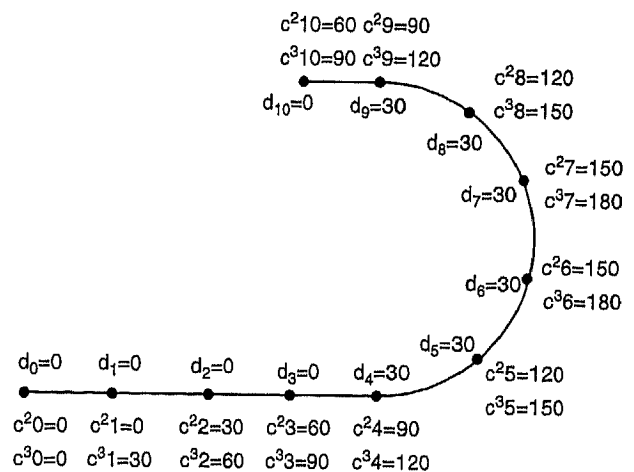 c²10=60 c²9=90
c³10=90 c³9=120
d₁₀=0 d₉=30
c²8=120
c³8=150
d₈=30
c²7=150
c³7=180
d₇=30
c²6=150
c³6=180
d₆=30
d₅=30
c²5=120
c³5=150
d₀=0 d₁=0 d₂=0 d₃=0 d₄=30
c²0=0 c²1=0 c²2=30 c²3=60 c²4=90
c³0=0 c³1=30 c³2=60 c³3=90 c³4=120